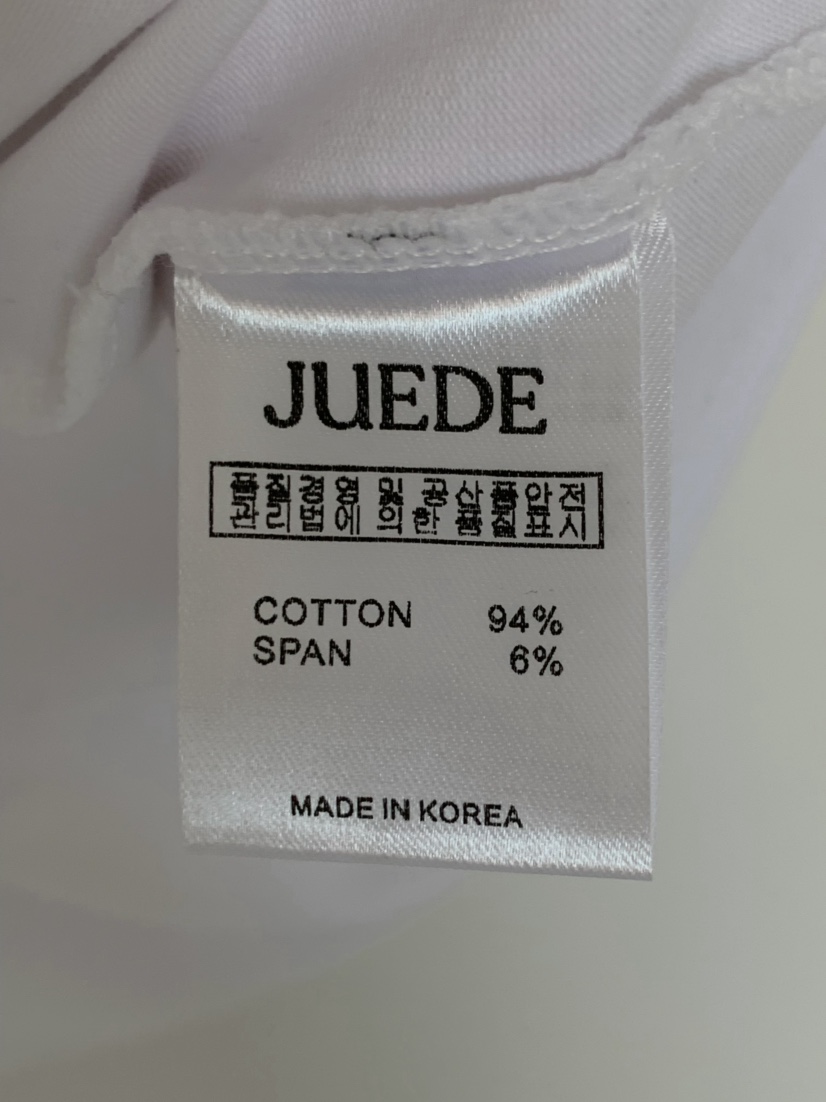 JUEDE
품질경영 및 공산품안전
관리법에 의한 품질표시
COTTON 94%
SPAN 6%
MADE IN KOREA